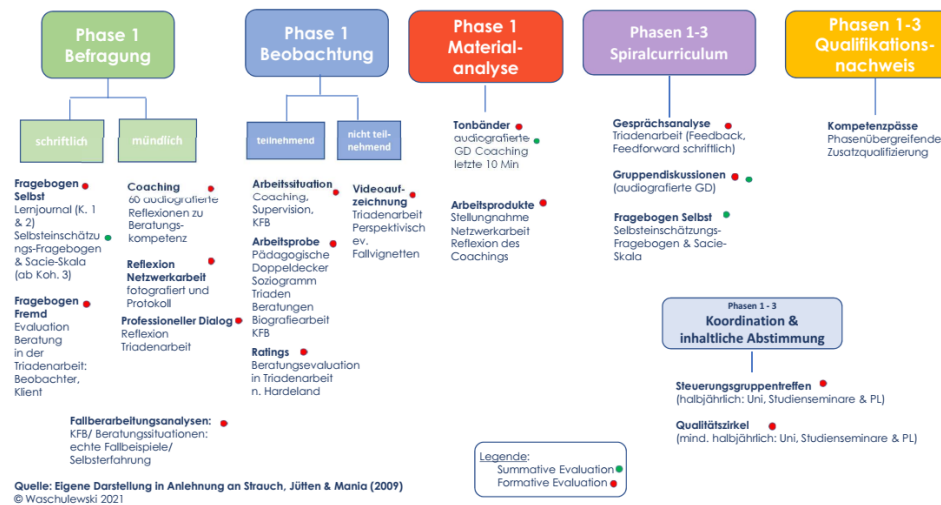 Phase 1
Befragung
Phase 1
Beobachtung
Phase 1
Material-
analyse
Phasen 1-3
Spiralcurriculum
Phasen 1-3
Qualifikations-
nachweis
schriftlich
mündlich
teilnehmend
nicht teil-
nehmend
Fragebogen
Selbst
Lernjournal (K. 1
& 2)
Selbsteinschätzu
ngs-Fragebogen
& Sacie-Skala
(ab Koh. 3)
Fragebogen
Fremd
Evaluation
Beratung
in der
Triadenarbeit:
Beobachter,
Klient
Coaching
60 audiografierte
Reflexionen zu
Beratungs-
kompetenz
Reflexion
Netzwerkarbeit
fotografiert und
Protokoll
Professioneller Dialog
Reflexion
Triadenarbeit
Fallberarbeitungsanalysen:
KFB/ Beratungssituationen:
echte Fallbeispiele/
Selbsterfahrung
Arbeitssituation
Coaching,
Supervision,
KFB
Arbeitsprobe
Pädagogische
Doppeldecker
Soziogramm
Triaden
Beratungen
Biografiearbeit
KFB
Ratings
Beratungsevaluation
in Triadenarbeit
n. Hardeland
Videoauf-
zeichnung
Triadenarbeit
Perspektivisch
ev.
Fallvignetten
Tonbänder
audiografierte
GD Coaching
letzte 10 Min
Arbeitsprodukte
Stellungnahme
Netzwerkarbeit
Reflexion des
Coachings
Gesprächsanalyse
Triadenarbeit (Feedback,
Feedforward schriftlich)
Gruppendiskussionen
(audiografierte GD)
Fragebogen Selbst
Selbsteinschätzungs-
Fragebogen & Sacie-
Skala
Kompetenzpässe
Phasenübergreifende
Zusatzqualifizierung
Phasen 1 - 3
Koordination &
inhaltliche Abstimmung
Steuerungsgruppentreffen
(halbjährlich: Uni, Studienseminare & PL)
Qualitätszirkel
(mind. halbjährlich: Uni, Studienseminare & PL)
Legende:
Summative Evaluation
Formative Evaluation
Quelle: Eigene Darstellung in Anlehnung an Strauch, Jütten & Mania (2009)
© Waschulewski 2021